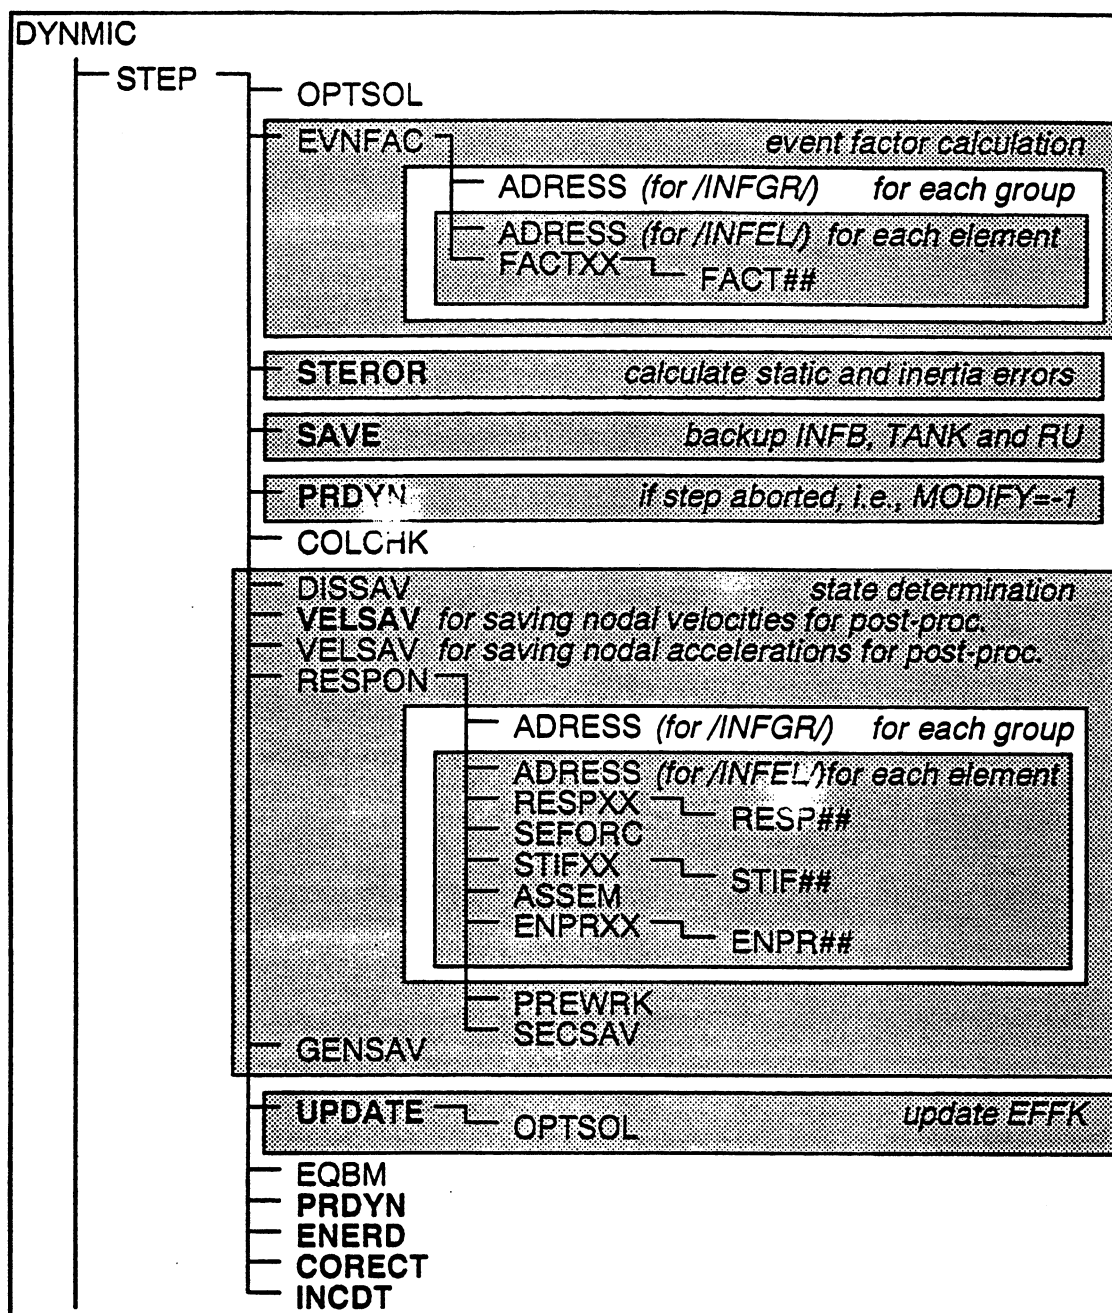 DYNMIC
STEP
OPTSOL
EVNFAC event factor calculation
ADRESS (for /INFGR/) for each group
ADRESS (for /INFEL/) for each element
FACTXX
FACT##
STEROR calculate static and inertia errors
SAVE backup INFB, TANK and RU
PRDYN if step aborted, i.e., MODIFY=-1
COLCHK
DISSAV state determination
VELSAV for saving nodal velocities for post-proc.
VELSAV for saving nodal accelerations for post-proc.
RESPON
ADRESS (for /INFGR/) for each group
ADRESS (for /INFEL/)for each element
RESPXX
RESP##
SEFORC
STIFXX
STIF##
ASSEM
ENPRXX
ENPR##
PREWRK
SECSAV
GENSAV
UPDATE update EFFK
OPTSOL
EQBM
PRDYN
ENERD
CORECT
INCDT